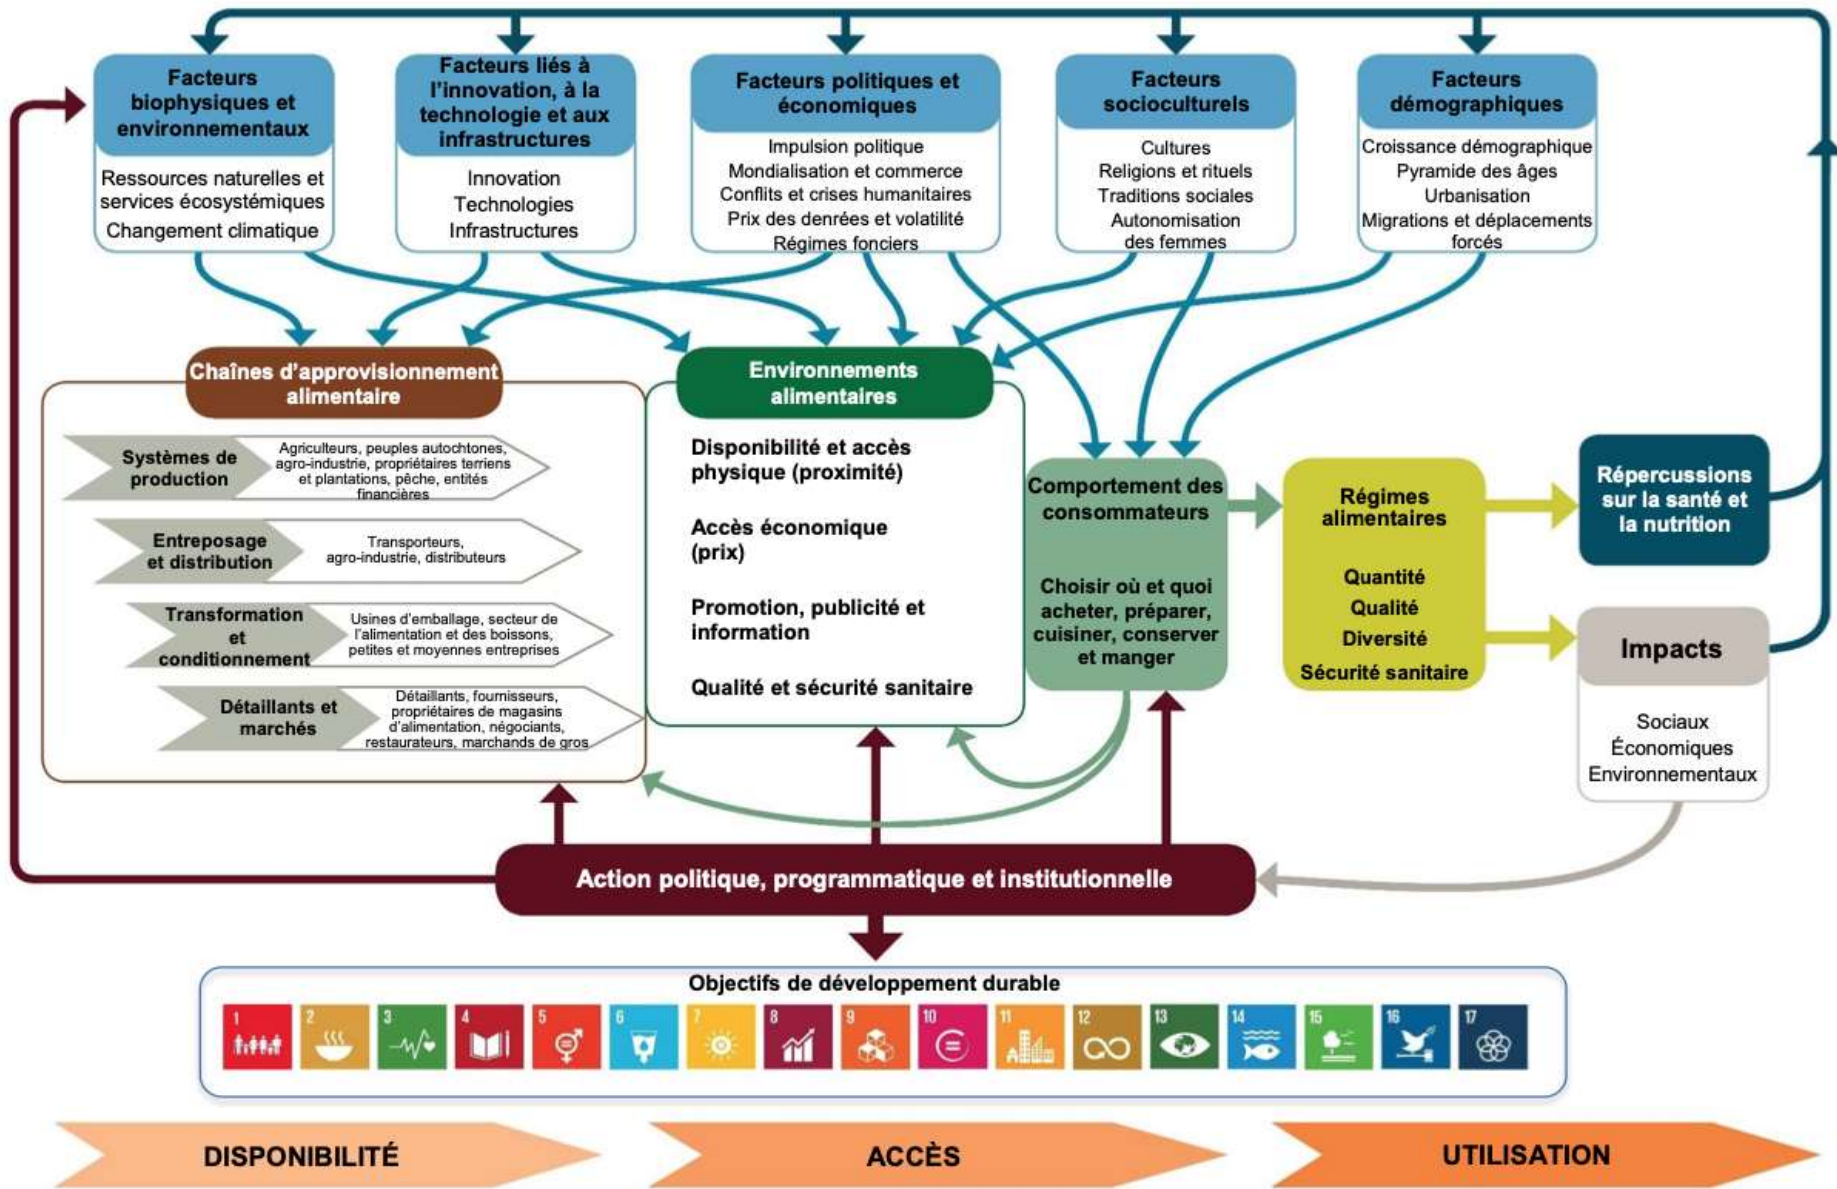 Facteurs
biophysiques et
environnementaux
Ressources naturelles et
services écosystémiques
Changement climatique
Facteurs liés à
l'innovation, à la
technologie et aux
infrastructures
Innovation
Technologies
Infrastructures
Facteurs politiques et
économiques
Impulsion politique
Mondialisation et commerce
Conflits et crises humanitaires
Prix des denrées et volatilité
Régimes fonciers
Facteurs
socioculturels
Cultures
Religions et rituels
Traditions sociales
Autonomisation
des femmes
Facteurs
démographiques
Croissance démographique
Pyramide des âges
Urbanisation
Migrations et déplacements
forcés
Chaînes d'approvisionnement
alimentaire
Systèmes de
production
Agriculteurs, peuples autochtones,
agro-industrie, propriétaires terriens
et plantations, pêche, entités
financières
Entreposage
et distribution
Transporteurs,
agro-industrie, distributeurs
Transformation
et
conditionnement
Usines d'emballage, secteur de
l'alimentation et des boissons,
petites et moyennes entreprises
Détaillants et
marchés
Détaillants, fournisseurs,
propriétaires de magasins
d'alimentation, négociants,
restaurateurs, marchands de gros
Environnements
alimentaires
Disponibilité et accès
physique (proximité)
Accès économique
(prix)
Promotion, publicité et
information
Qualité et sécurité sanitaire
Comportement des
consommateurs
Choisir où et quoi
acheter, préparer,
cuisiner, conserver
et manger
Régimes
alimentaires
Quantité
Qualité
Diversité
Sécurité sanitaire
Répercussions
sur la santé et
la nutrition
Impacts
Sociaux
Économiques
Environnementaux
Action politique, programmatique et institutionnelle
Objectifs de développement durable
1 2 3 4 5 6 7 8 9 10 11 12 13 14 15 16 17
DISPONIBILITÉ
ACCÈS
UTILISATION